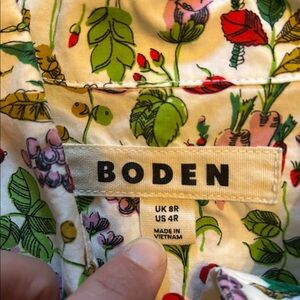 BODEN
UK 8R
US 4R
MADE IN
VIETNAM